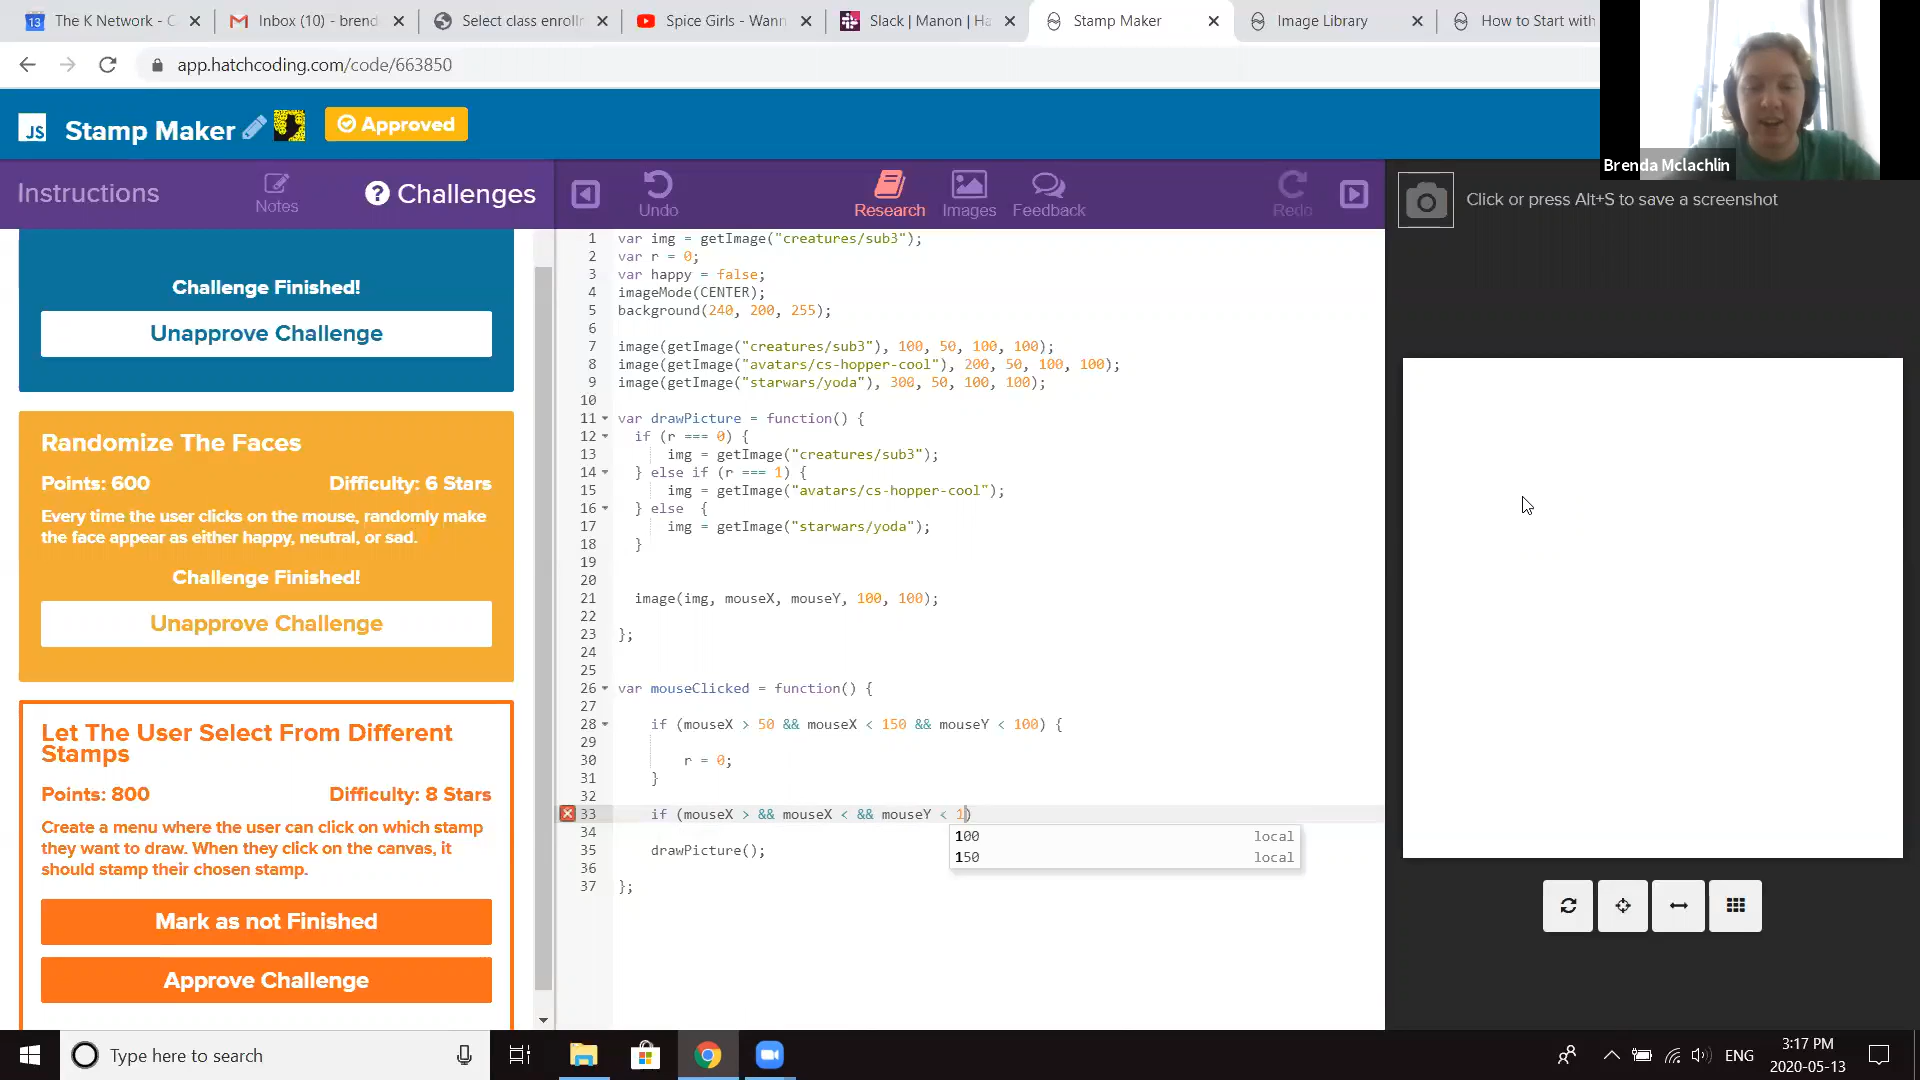 The K Network - C
Inbox (10) - brend
Select class enrollm
Spice Girls - Wann
Slack | Manon | Ha
Stamp Maker
Image Library
How to Start with
app.hatchcoding.com/code/663850
JS Stamp Maker Approved
Brenda Mclachlin
Instructions
Notes
? Challenges
Undo
Research
Images
Feedback
Redo
Click or press Alt+S to save a screenshot
Challenge Finished!
Unapprove Challenge
Randomize The Faces
Points: 600 Difficulty: 6 Stars
Every time the user clicks on the mouse, randomly make
the face appear as either happy, neutral, or sad.
Challenge Finished!
Unapprove Challenge
Let The User Select From Different
Stamps
Points: 800 Difficulty: 8 Stars
Create a menu where the user can click on which stamp
they want to draw. When they click on the canvas, it
should stamp their chosen stamp.
Mark as not Finished
Approve Challenge
1 var img = getImage("creatures/sub3");
2 var r = 0;
3 var happy = false;
4 imageMode(CENTER);
5 background(240, 200, 255);
6
7 image(getImage("creatures/sub3"), 100, 50, 100, 100);
8 image(getImage("avatars/cs-hopper-cool"), 200, 50, 100, 100);
9 image(getImage("starwars/yoda"), 300, 50, 100, 100);
10
11 var drawPicture = function() {
12 if (r === 0) {
13 img = getImage("creatures/sub3");
14 } else if (r === 1) {
15 img = getImage("avatars/cs-hopper-cool");
16 } else {
17 img = getImage("starwars/yoda");
18 }
19
20
21 image(img, mouseX, mouseY, 100, 100);
22
23 };
24
25
26 var mouseClicked = function() {
27
28 if (mouseX > 50 && mouseX < 150 && mouseY < 100) {
29
30 r = 0;
31 }
32
33 if (mouseX > && mouseX < && mouseY < 1)
100 local
150 local
34
35 drawPicture();
36
37 };
Type here to search
ENG
3:17 PM
2020-05-13